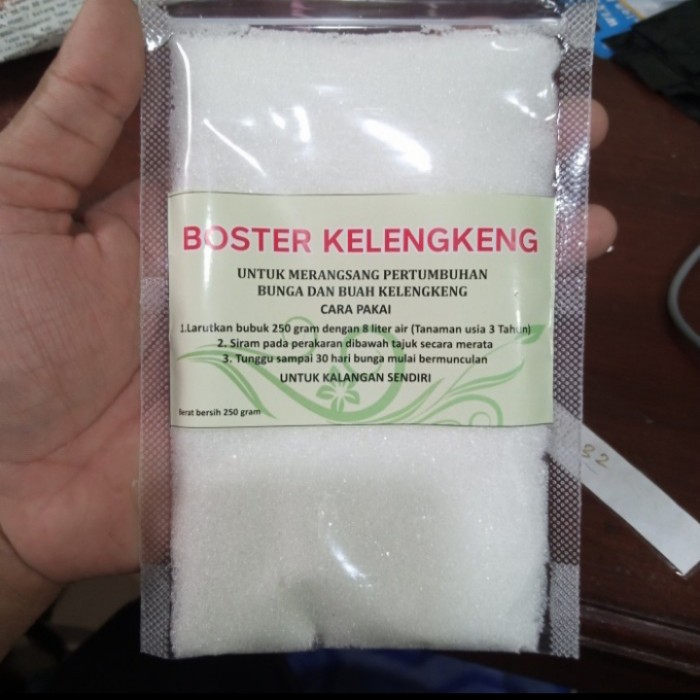 BOSTER KELENGKENG
UNTUK MERANGSANG PERTUMBUHAN
BUNGA DAN BUAH KELENGKENG
CARA PAKAI
1.Larutkan bubuk 250 gram dengan 8 liter air (Tanaman usia 3 Tahun)
2. Siram pada perakaran dibawah tajuk secara merata
3. Tunggu sampai 30 hari bunga mulai bermunculan
UNTUK KALANGAN SENDIRI
Berat bersih 250 gram
32